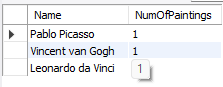 Name NumOfPaintings
Pablo Picasso 1
Vincent van Gogh 1
Leonardo da Vinci 1